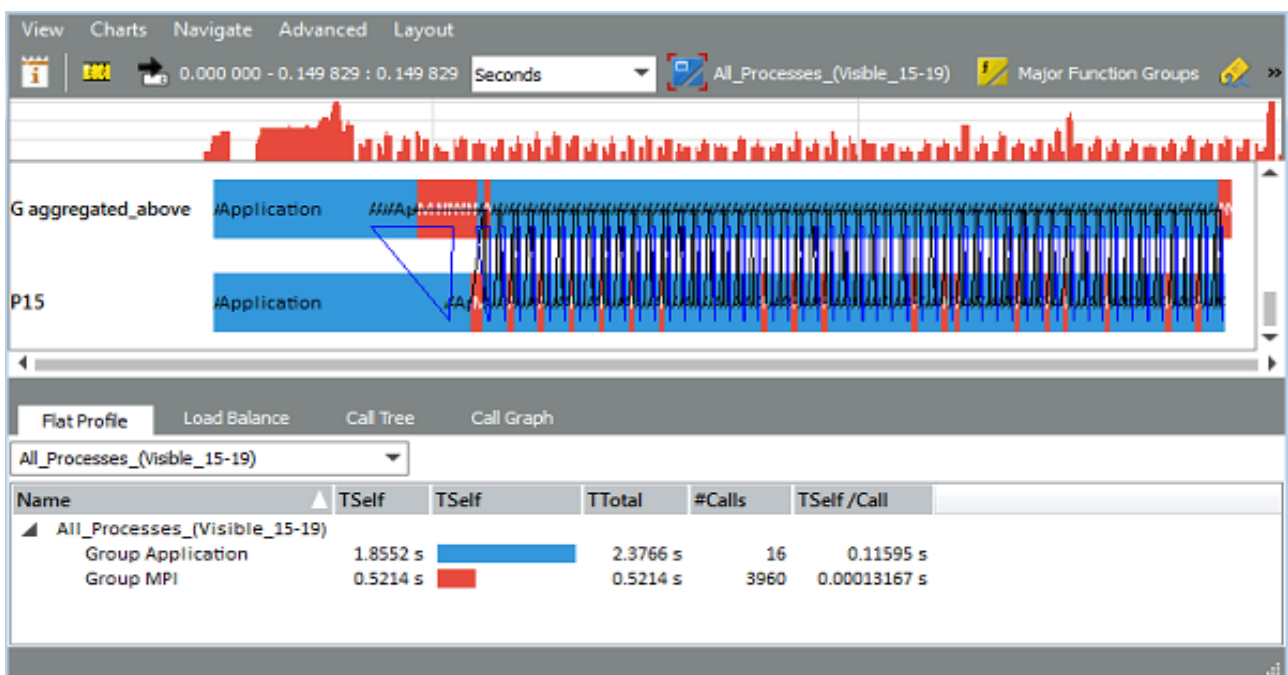 View Charts Navigate Advanced Layout
0.000 000 - 0.149 829 : 0.149 829 Seconds All_Processes_(Visible_15-19) Major Function Groups »
G aggregated_above Application
P15 Application
Flat Profile Load Balance Call Tree Call Graph
All_Processes_(Visible_15-19)
Name TSelf TSelf TTotal #Calls TSelf /Call
All_Processes_(Visible_15-19)
Group Application 1.8552 s 2.3766 s 16 0.11595 s
Group MPI 0.5214 s 0.5214 s 3960 0.00013167 s